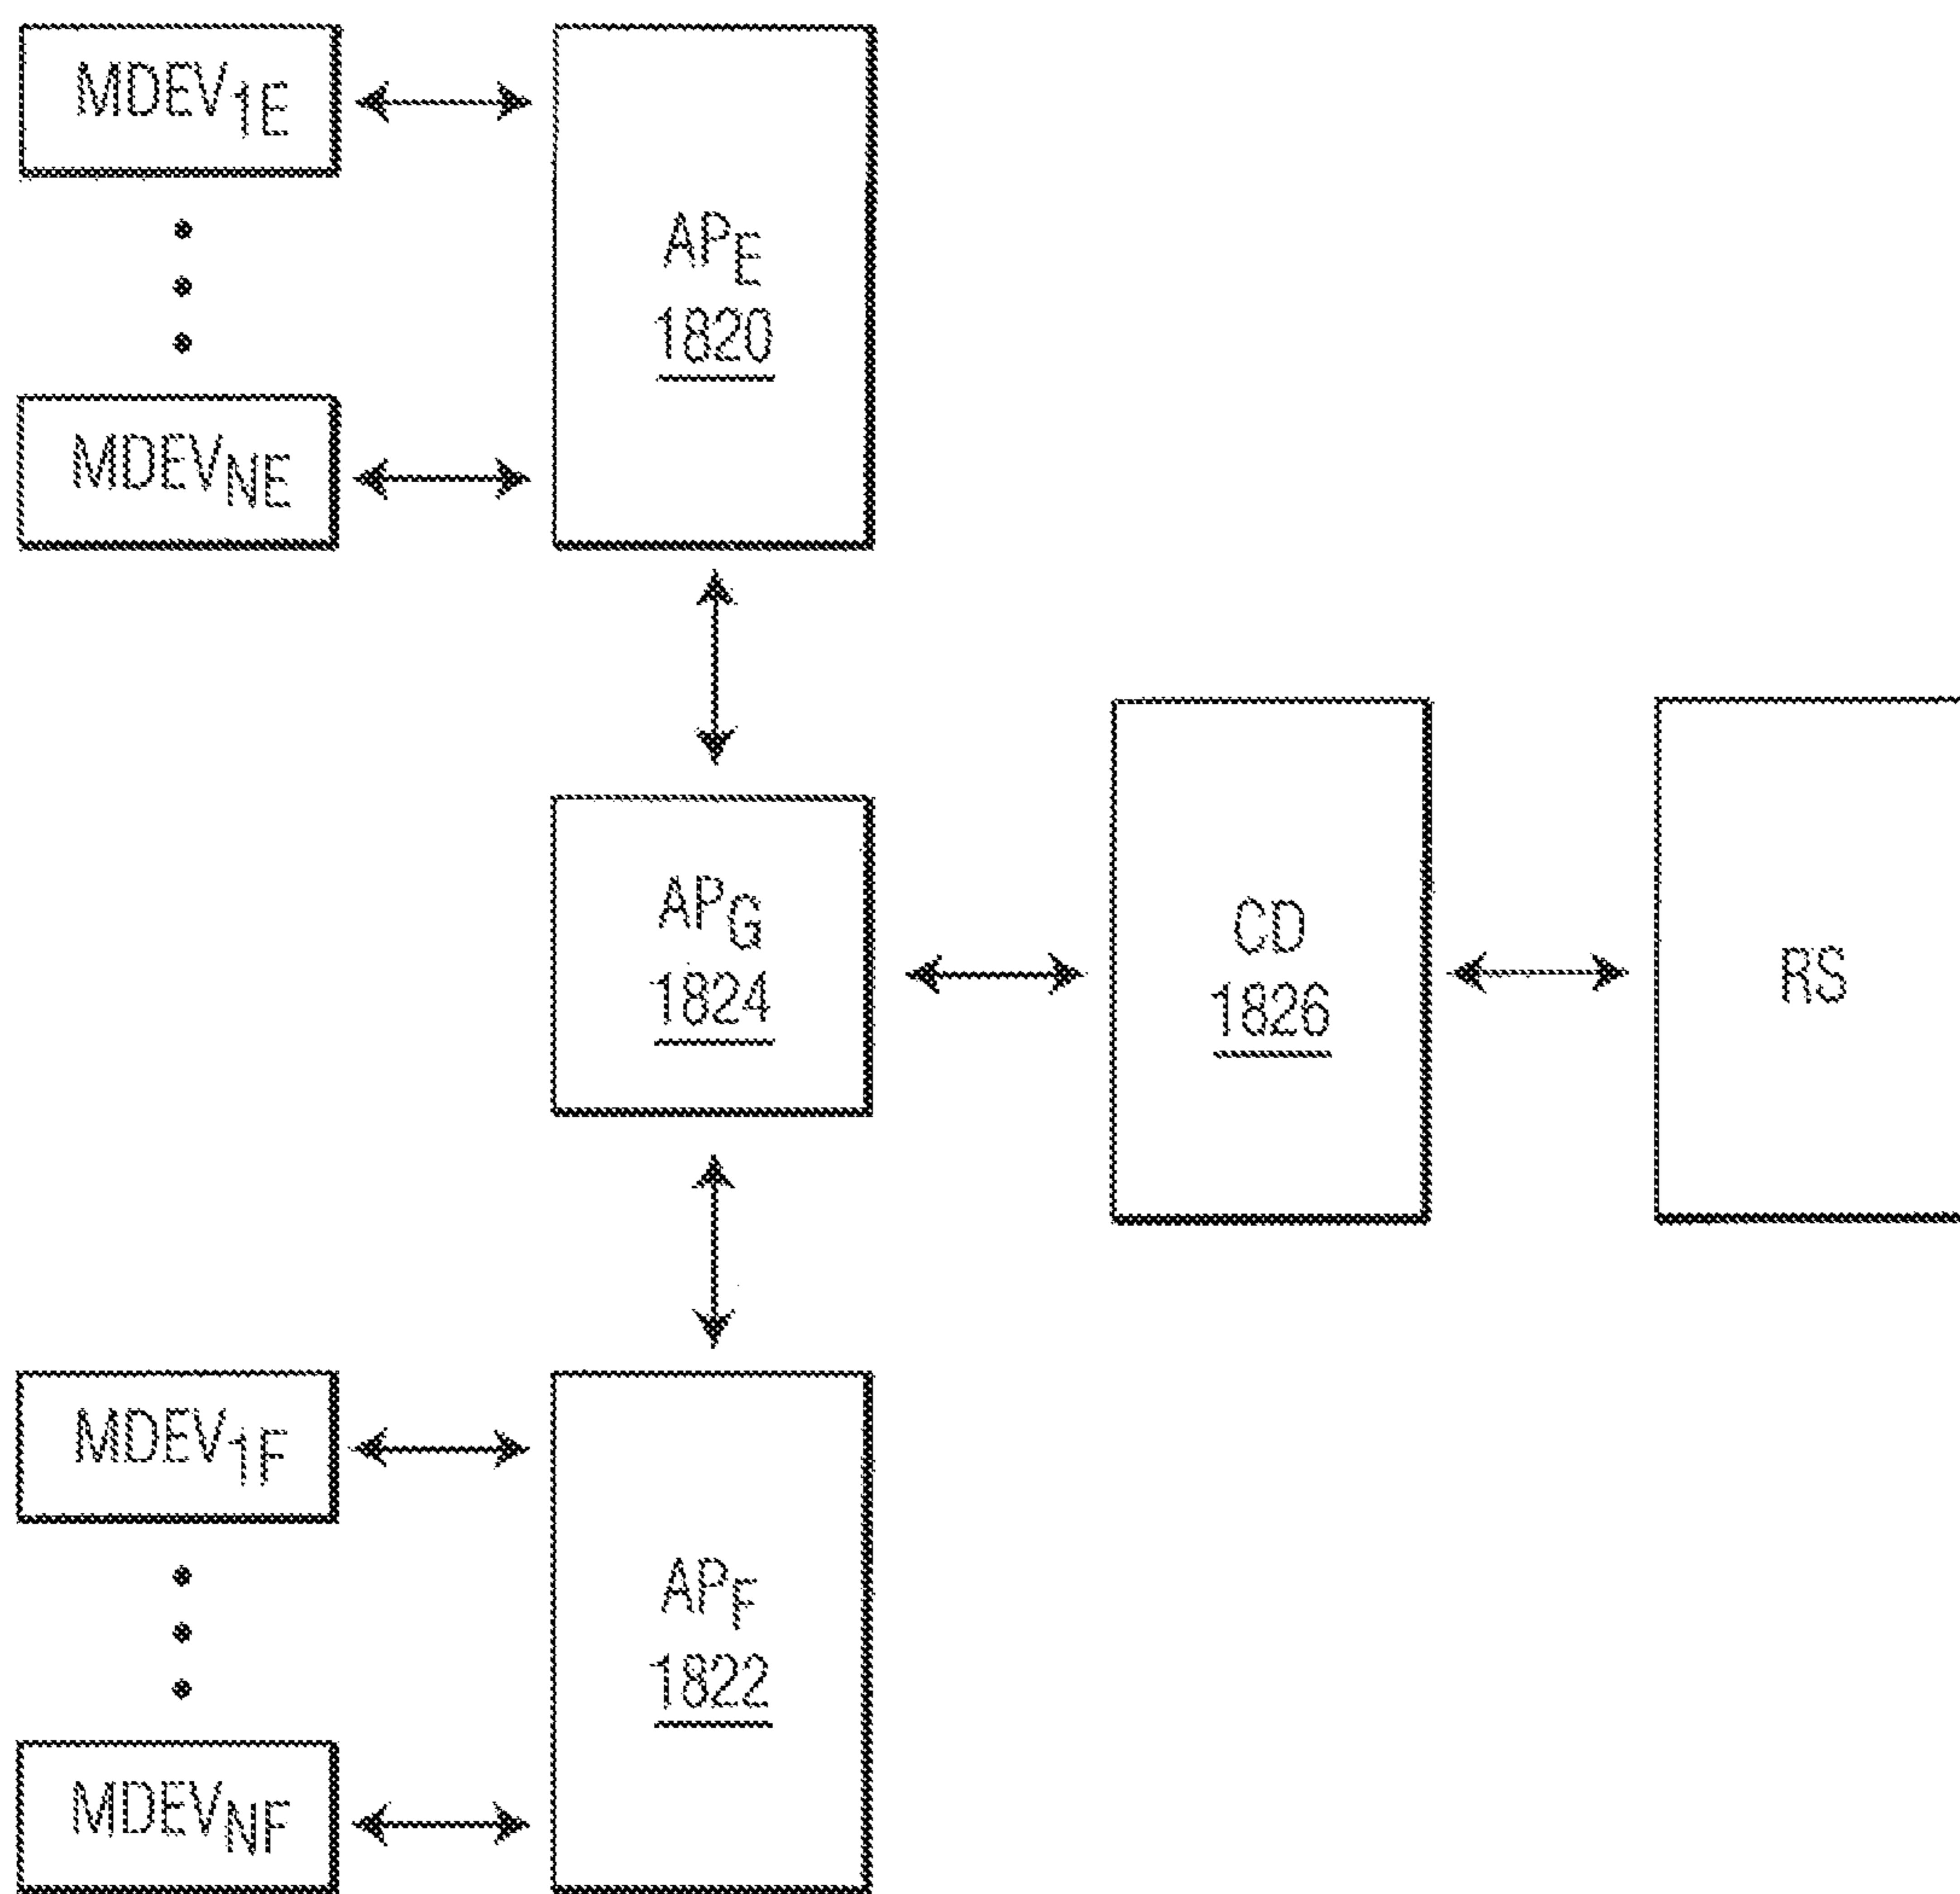 MDEV1E
APE
1820
MDEVNE
APG
1824
CD
1826
RS
MDEV1F
APF
1822
MDEVNF